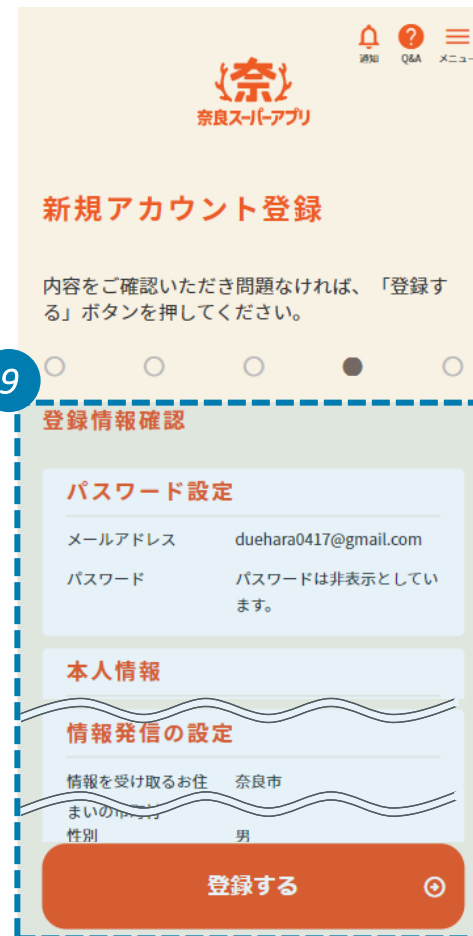 通知 Q&A メニュー
奈
奈良スーパーアプリ
新規アカウント登録
内容をご確認いただき問題なければ、「登録す
る」ボタンを押してください。
9
登録情報確認
パスワード設定
メールアドレス duehara0417@gmail.com
パスワード パスワードは非表示としてい
ます。
本人情報
情報発信の設定
情報を受け取るお住 奈良市
まいの市町村
性別 男
登録する